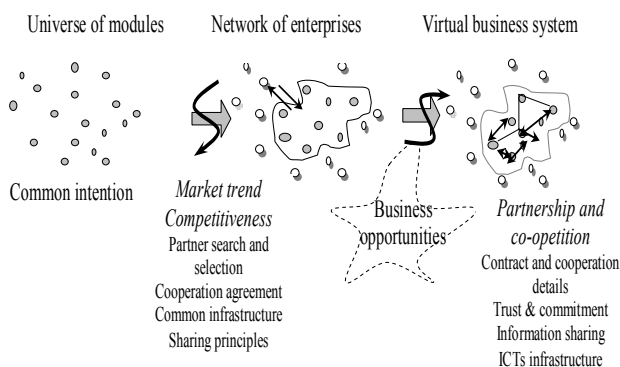 Universe of modules
Network of enterprises
Virtual business system
Common intention
Market trend
Competitiveness
Partner search and
selection
Cooperation agreement
Common infrastructure
Sharing principles
Business
opportunities
Partnership and
co-opetition
Contract and cooperation
details
Trust & commitment
Information sharing
ICTs infrastructure